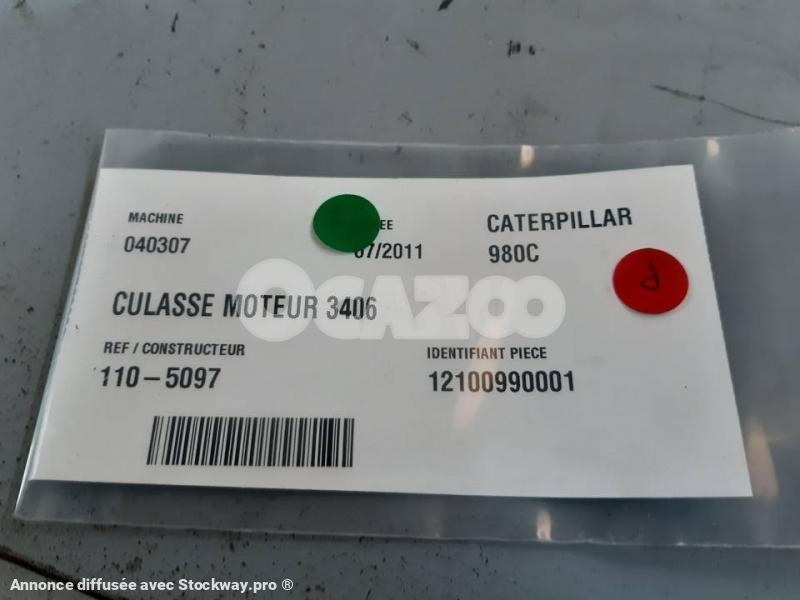 MACHINE
040307
07/2011
CATERPILLAR
980C
CULASSE MOTEUR 3406
OCAZOO
REF / CONSTRUCTEUR
110-5097
IDENTIFIANT PIECE
12100990001
Annonce diffusée avec Stockway.pro ®